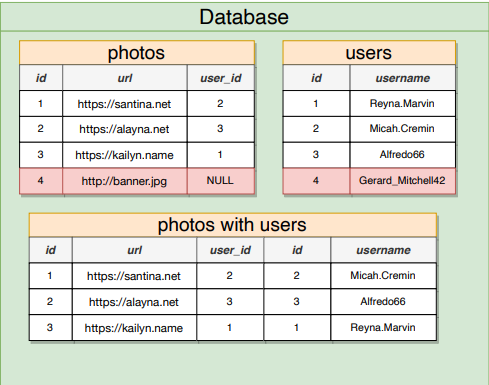 Database
photos
id url user_id
1 https://santina.net 2
2 https://alayna.net 3
3 https://kailyn.name 1
4 http://banner.jpg NULL
users
id username
1 Reyna.Marvin
2 Micah.Cremin
3 Alfredo66
4 Gerard_Mitchell42
photos with users
id url user_id id username
1 https://santina.net 2 2 Micah.Cremin
2 https://alayna.net 3 3 Alfredo66
3 https://kailyn.name 1 1 Reyna.Marvin